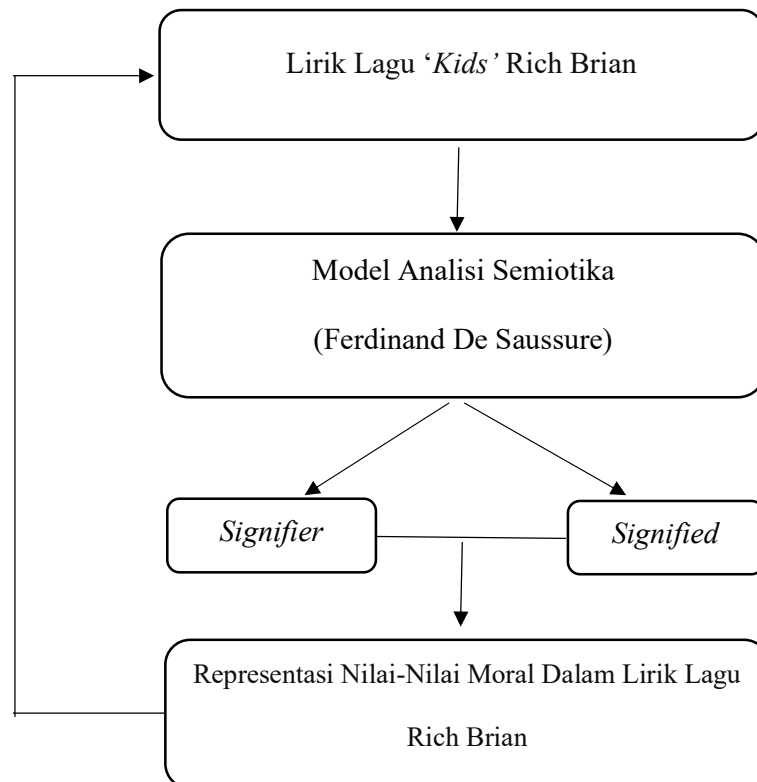 Lirik Lagu ‘Kids’ Rich Brian
Model Analisi Semiotika
(Ferdinand De Saussure)
Signifier
Signified
Representasi Nilai-Nilai Moral Dalam Lirik Lagu
Rich Brian